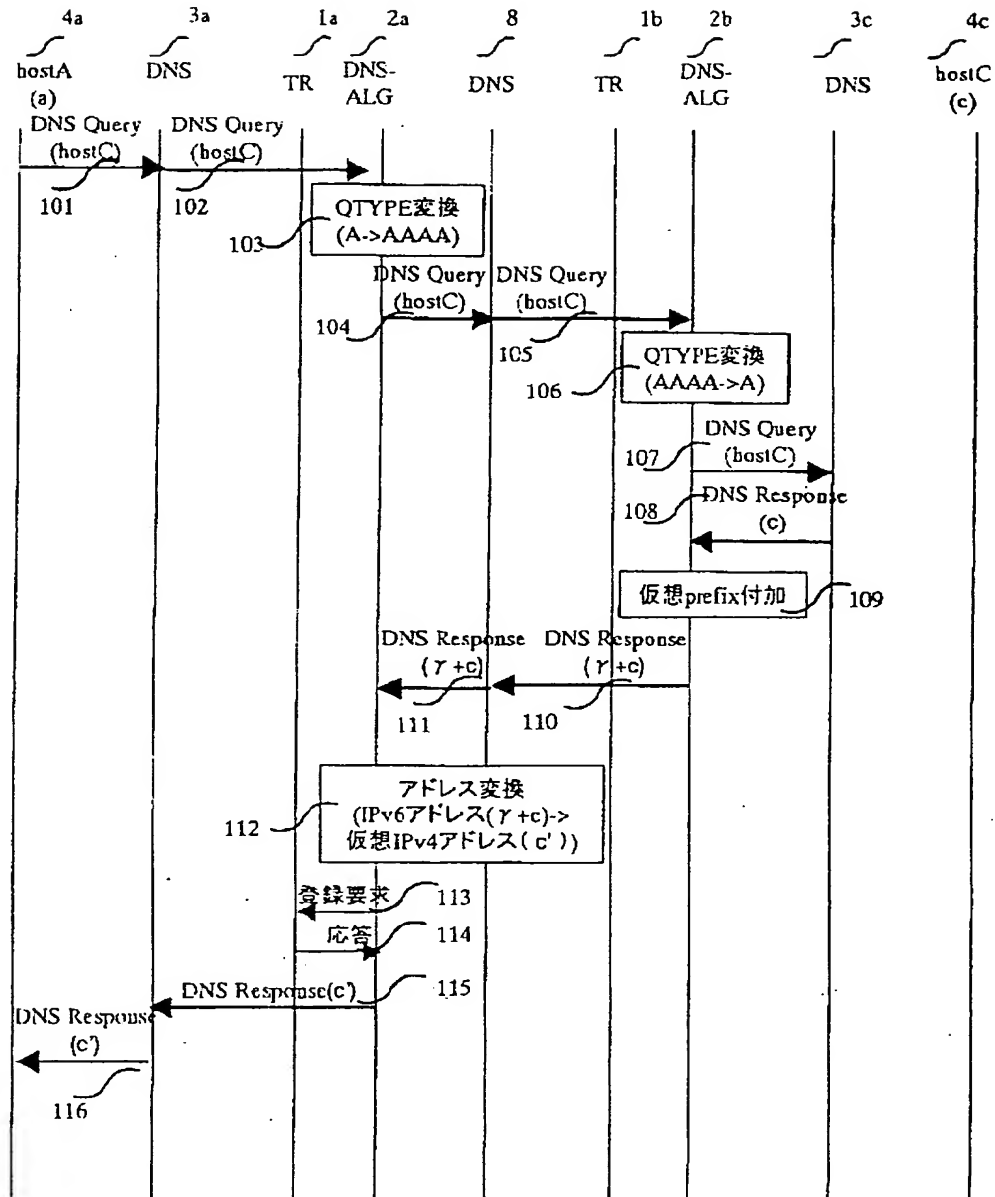 4a 3a 1a 2a 8 1b 2b 3c 4c
hostA
(a)
DNS
TR
DNS-
ALG
DNS
TR
DNS-
ALG
DNS
hostC
(c)
DNS Query
(hostC)
101
DNS Query
(hostC)
102
QTYPE変換
(A->AAAA)
103
DNS Query
(hostC)
104
DNS Query
(hostC)
105
QTYPE変換
(AAAA->A)
106
DNS Query
(hostC)
107
DNS Response
(c)
108
仮想prefix付加
109
DNS Response
(γ+c)
111
DNS Response
(γ+c)
110
アドレス変換
(IPv6アドレス(γ+c)->
仮想IPv4アドレス(c'))
112
登録要求
113
応答
114
DNS Response(c')
115
DNS Response
(c')
116